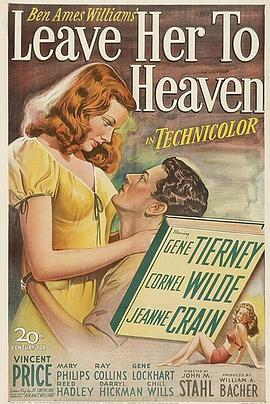 Ben Ames Williams'
Leave Her To
Heaven
IN TECHNICOLOR
Starring
GENE TIERNEY
CORNEL WILDE
JEANNE CRAIN
20th
CENTURY-FOX
VINCENT
PRICE
MARY
PHILIPS
RAY
COLLINS
GENE
LOCKHART
REED
HADLEY
DARRYL
HICKMAN
CHILL
WILLS
DIRECTED BY
JOHN M.
STAHL
PRODUCED BY
WILLIAM A.
BACHER